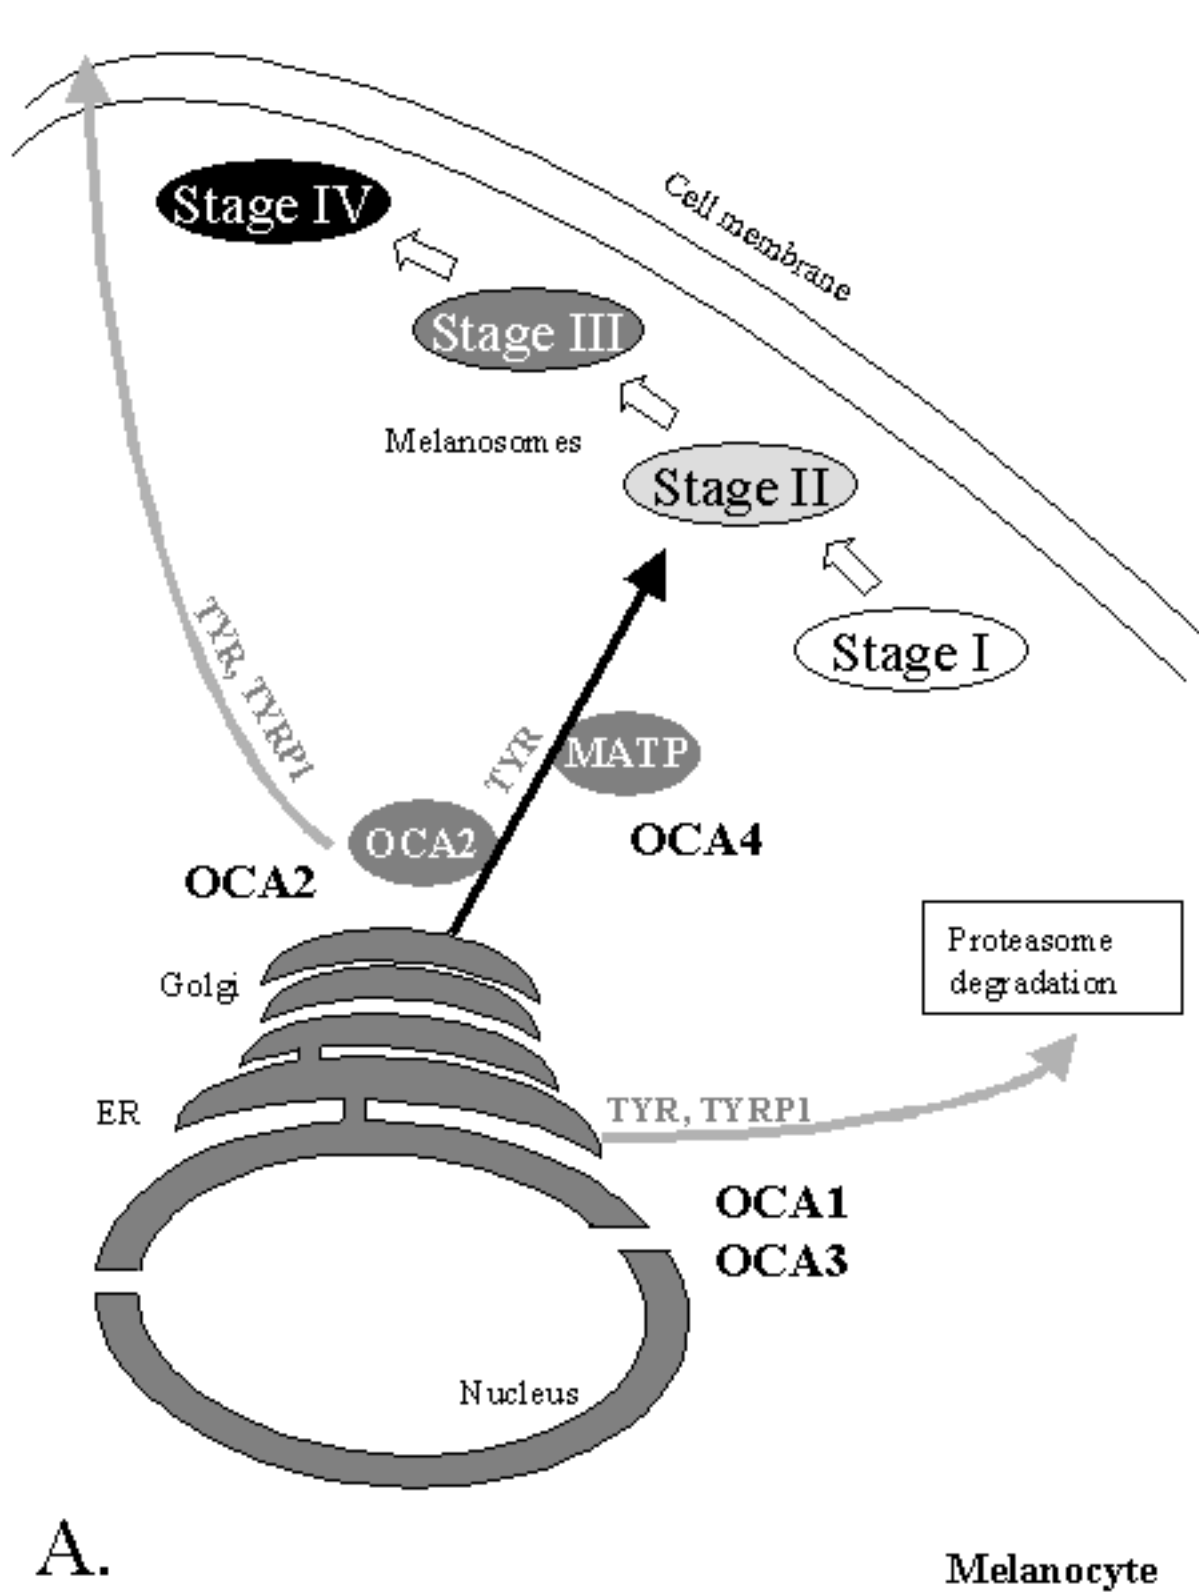 Cell membrane
Stage IV
Stage III
Melanosomes
Stage II
Stage I
TYR, TYRP1
TYR
MATP
OCA2
OCA4
OCA2
Proteasome
degradation
Golgi
ER
TYR, TYRP1
OCA1
OCA3
Nucleus
A.
Melanocyte